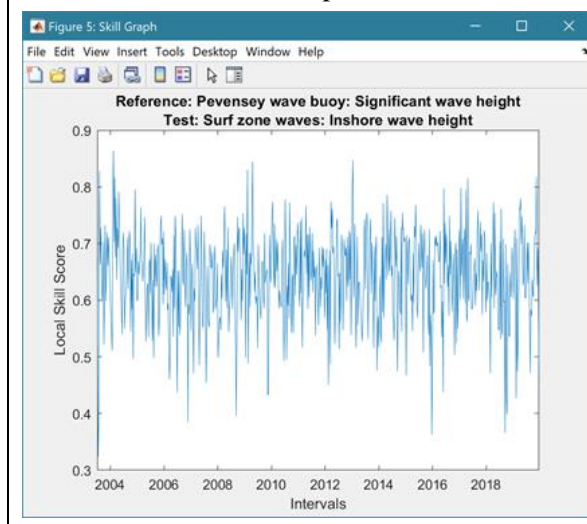 Figure 5: Skill Graph
File Edit View Insert Tools Desktop Window Help
Reference: Pevensey wave buoy: Significant wave height
Test: Surf zone waves: Inshore wave height
0.9
0.8
0.7
0.6
0.5
0.4
0.3
Local Skill Score
2004 2006 2008 2010 2012 2014 2016 2018
Intervals